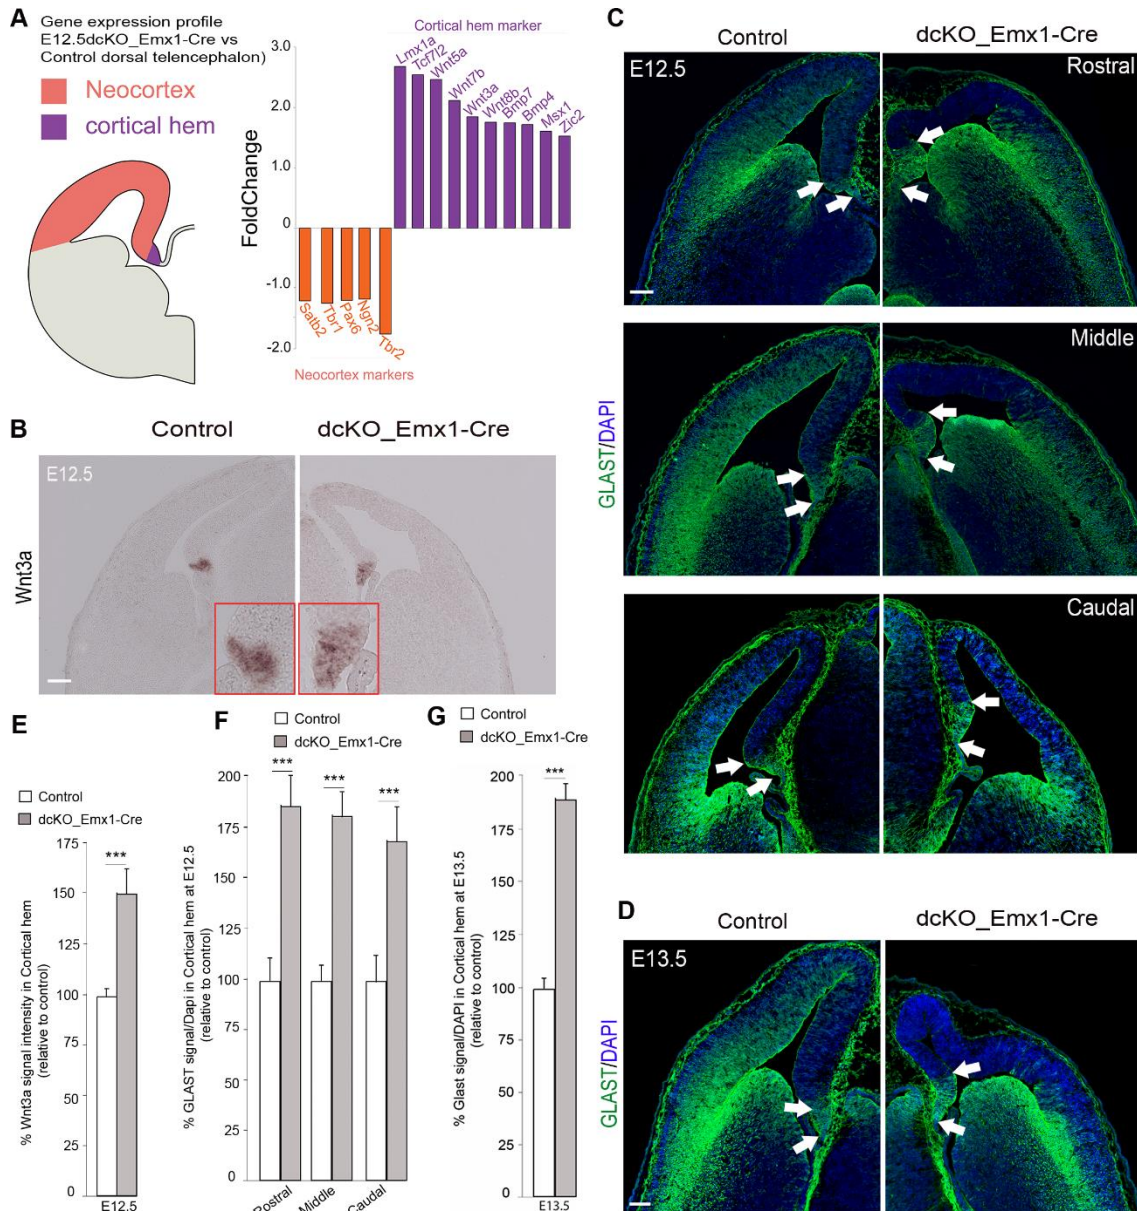 A
Gene expression profile
E12.5dcKO_Emx1-Cre vs
Control dorsal telencephalon)
Neocortex
cortical hem
FoldChange
3.0
2.0
1.0
0
-1.0
-2.0
Cortical hem marker
Lmx1a
Tcf7l2
Wnt5a
Wnt7b
Wnt3a
Wnt8b
Bmp7
Bmp4
Msx1
Zic2
Satb2
Tbr1
Pax6
Ngn2
Tbr2
Neocortex markers
B
Control
dcKO_Emx1-Cre
E12.5
Wnt3a
C
Control
dcKO_Emx1-Cre
E12.5
Rostral
Middle
Caudal
GLAST/DAPI
D
Control
dcKO_Emx1-Cre
E13.5
GLAST/DAPI
E
Control
dcKO_Emx1-Cre
% Wnt3a signal intensity in Cortical hem
(relative to control)
175
150
125
100
75
50
25
0
***
E12.5
F
Control
dcKO_Emx1-Cre
% GLAST signal/Dapi in Cortical hem at E12.5
(relative to control)
200
175
150
125
100
75
50
25
0
***
***
***
Rostral
Middle
Caudal
G
Control
dcKO_Emx1-Cre
% Glast signal/DAPI in Cortical hem at E13.5
(relative to control)
200
175
150
125
100
75
50
25
0
***
E13.5